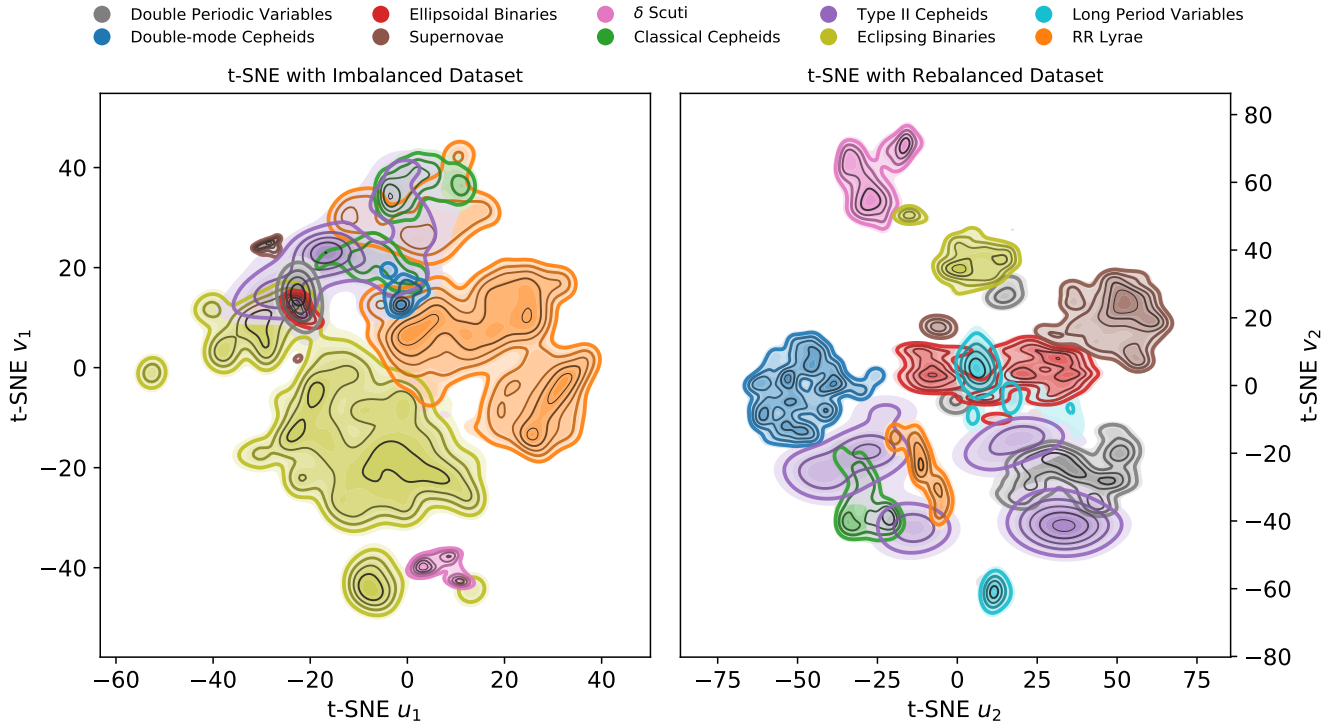 Double Periodic Variables Ellipsoidal Binaries δ Scuti Type II Cepheids Long Period Variables
Double-mode Cepheids Supernovae Classical Cepheids Eclipsing Binaries RR Lyrae
t-SNE with Imbalanced Dataset
40
20
0
−20
−40
t-SNE v1
−60 −40 −20 0 20 40
t-SNE u1
t-SNE with Rebalanced Dataset
80
60
40
20
0
−20
−40
−60
−80
t-SNE v2
−75 −50 −25 0 25 50 75
t-SNE u2